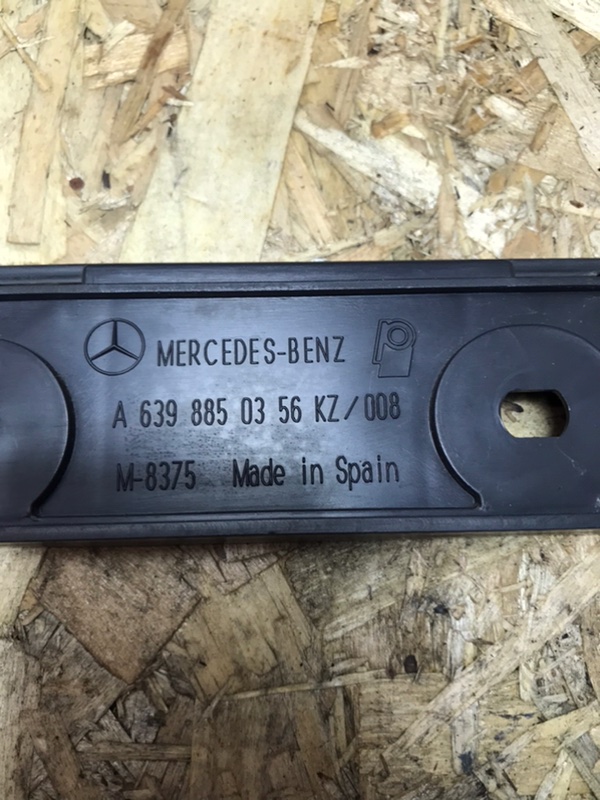 MERCEDES-BENZ
A 639 885 03 56 KZ/008
M-8375 Made in Spain